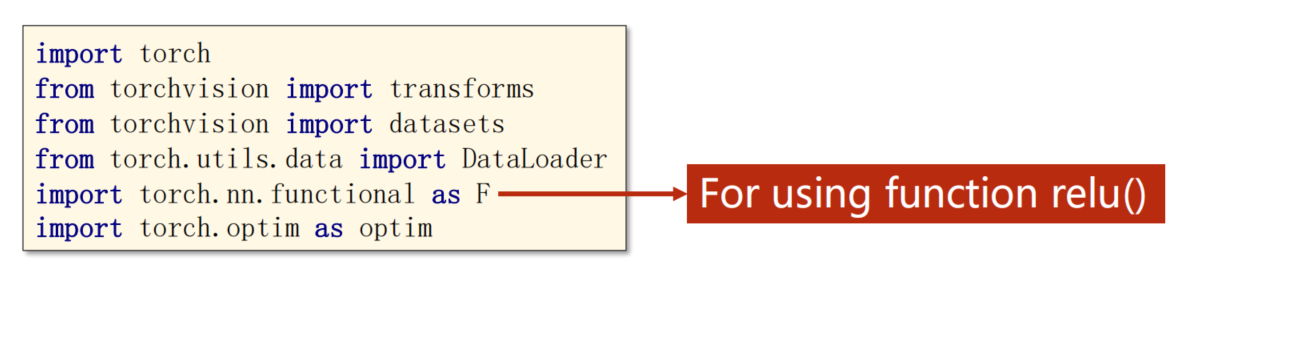 import torch
from torchvision import transforms
from torchvision import datasets
from torch.utils.data import DataLoader
import torch.nn.functional as F
For using function relu()
import torch.optim as optim